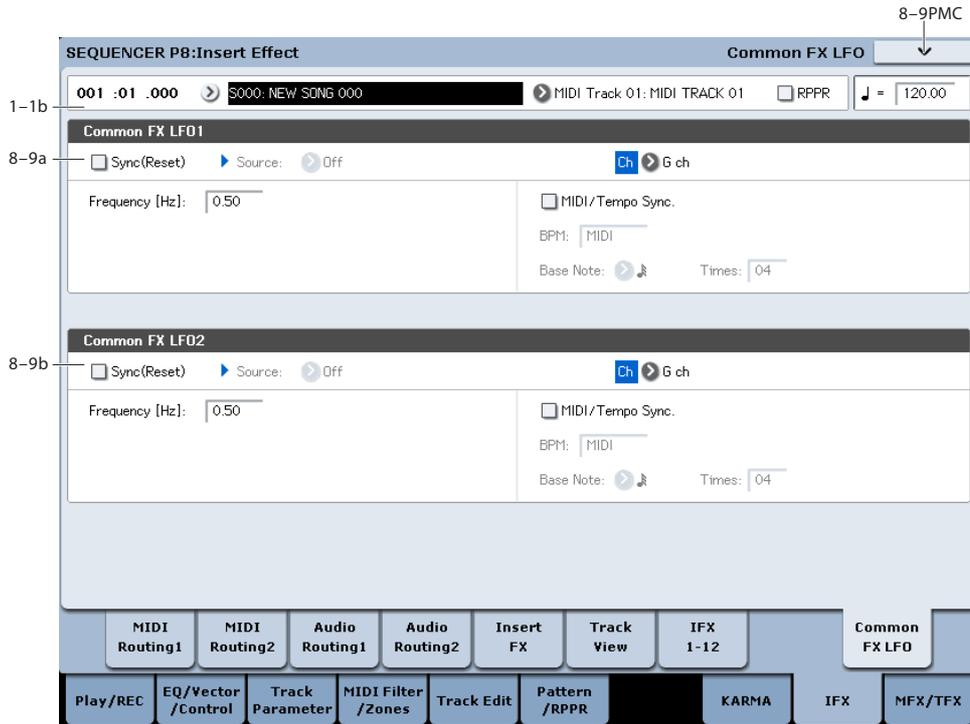 8–9PMC
SEQUENCER P8:Insert Effect Common FX LFO
1–1b
001 :01 .000 S000: NEW SONG 000 MIDI Track 01: MIDI TRACK 01 RPPR ♩ = 120.00
Common FX LFO1
8–9a
Sync(Reset) Source: Off Ch G ch
Frequency [Hz]: 0.50 MIDI/Tempo Sync.
BPM: MIDI
Base Note: Times: 04
Common FX LFO2
8–9b
Sync(Reset) Source: Off Ch G ch
Frequency [Hz]: 0.50 MIDI/Tempo Sync.
BPM: MIDI
Base Note: Times: 04
MIDI Routing1 MIDI Routing2 Audio Routing1 Audio Routing2 Insert FX Track View IFX 1-12 Common FX LFO
Play/REC EQ/Vector /Control Track Parameter MIDI Filter /Zones Track Edit Pattern /RPPR KARMA IFX MFX/TFX